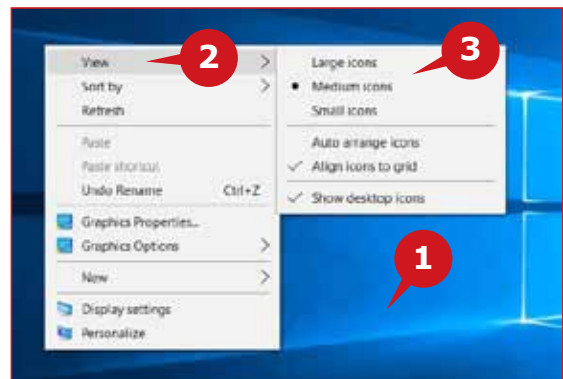 View
2
Sort by
Refresh
Paste
Paste shortcut
Undo Rename Ctrl+Z
Graphics Properties...
Graphics Options
New
Display settings
Personalize
Large icons
3
Medium icons
Small icons
Auto arrange icons
Align icons to grid
Show desktop icons
1